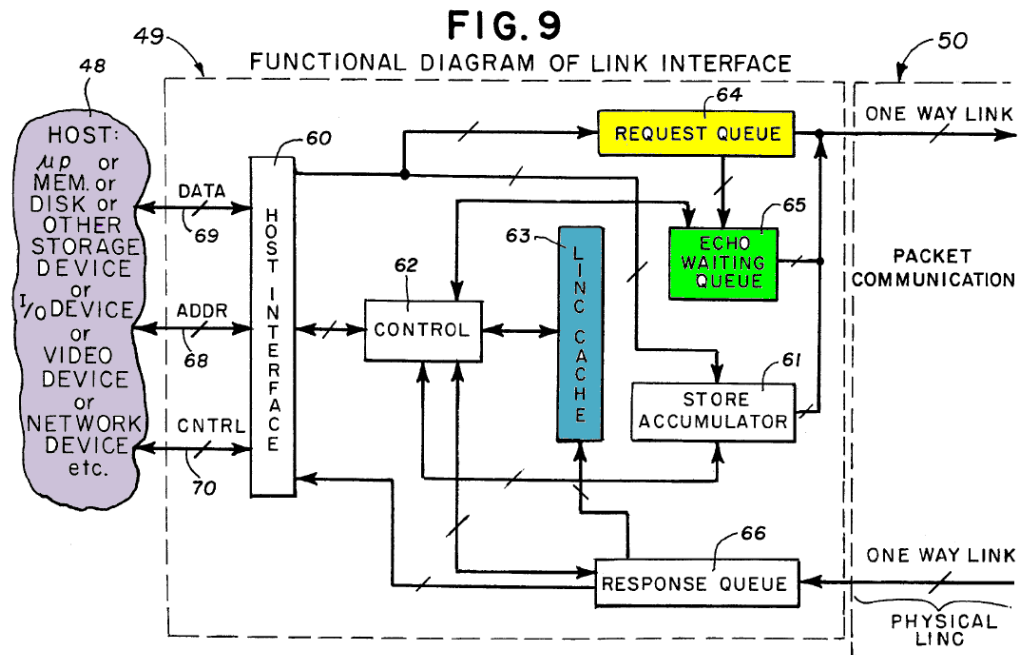 FIG. 9
FUNCTIONAL DIAGRAM OF LINK INTERFACE
49
50
48
HOST:
μp or
MEM. or
DISK or
OTHER
STORAGE
DEVICE
or
I/O DEVICE
or
VIDEO
DEVICE
or
NETWORK
DEVICE
etc.
DATA
69
ADDR
68
CNTRL
70
60
HOST INTERFACE
62
CONTROL
63
LINC CACHE
64
REQUEST QUEUE
65
ECHO
WAITING
QUEUE
61
STORE
ACCUMULATOR
66
RESPONSE QUEUE
ONE WAY LINK
PACKET
COMMUNICATION
ONE WAY LINK
PHYSICAL
LINC